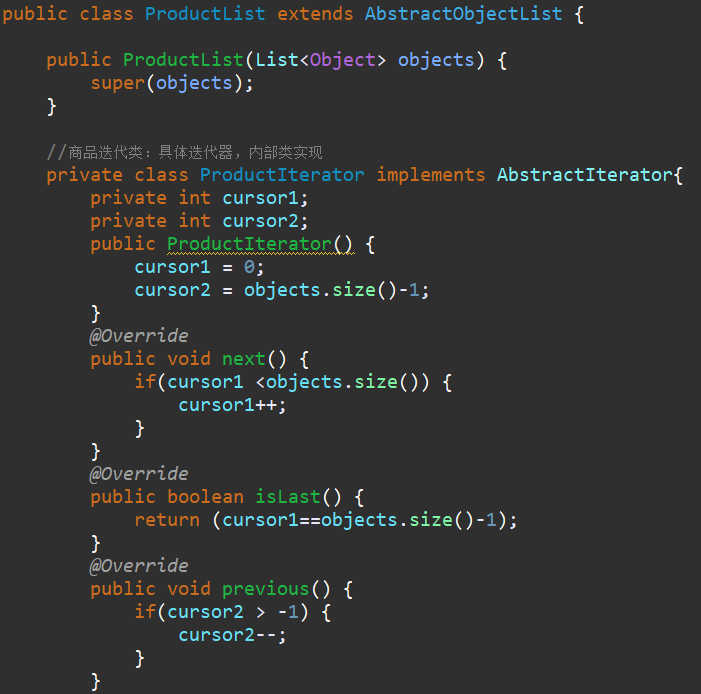 public class ProductList extends AbstractObjectList {
public ProductList(List<Object> objects) {
super(objects);
}
//商品迭代类：具体迭代器，内部类实现
private class ProductIterator implements AbstractIterator{
private int cursor1;
private int cursor2;
public ProductIterator() {
cursor1 = 0;
cursor2 = objects.size()-1;
}
@Override
public void next() {
if(cursor1 <objects.size()) {
cursor1++;
}
}
@Override
public boolean isLast() {
return (cursor1==objects.size()-1);
}
@Override
public void previous() {
if(cursor2 > -1) {
cursor2--;
}
}